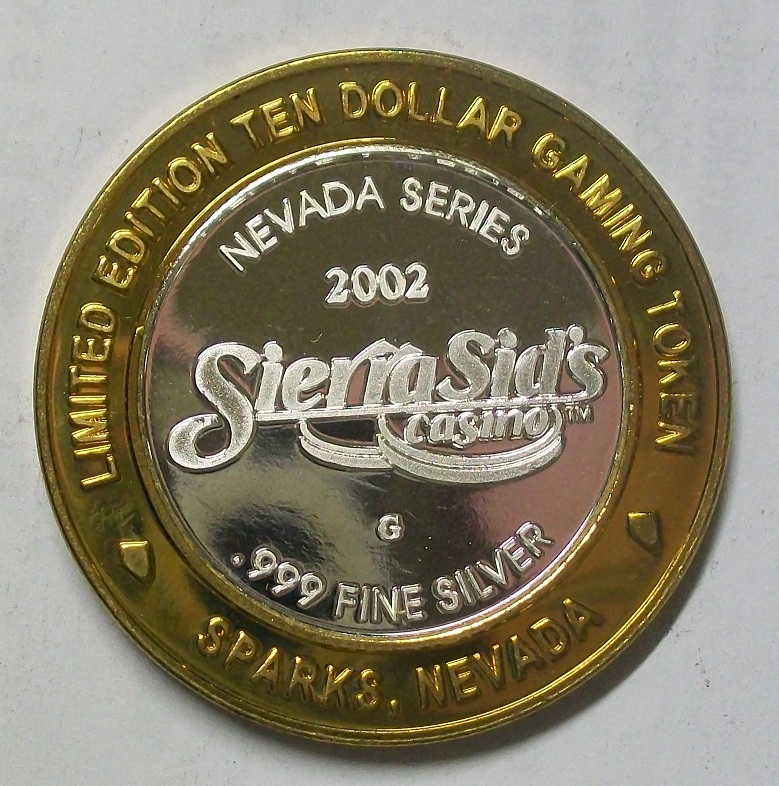 LIMITED EDITION TEN DOLLAR GAMING TOKEN
NEVADA SERIES
2002
Sierra Sid's
casino TM
G
.999 FINE SILVER
SPARKS, NEVADA